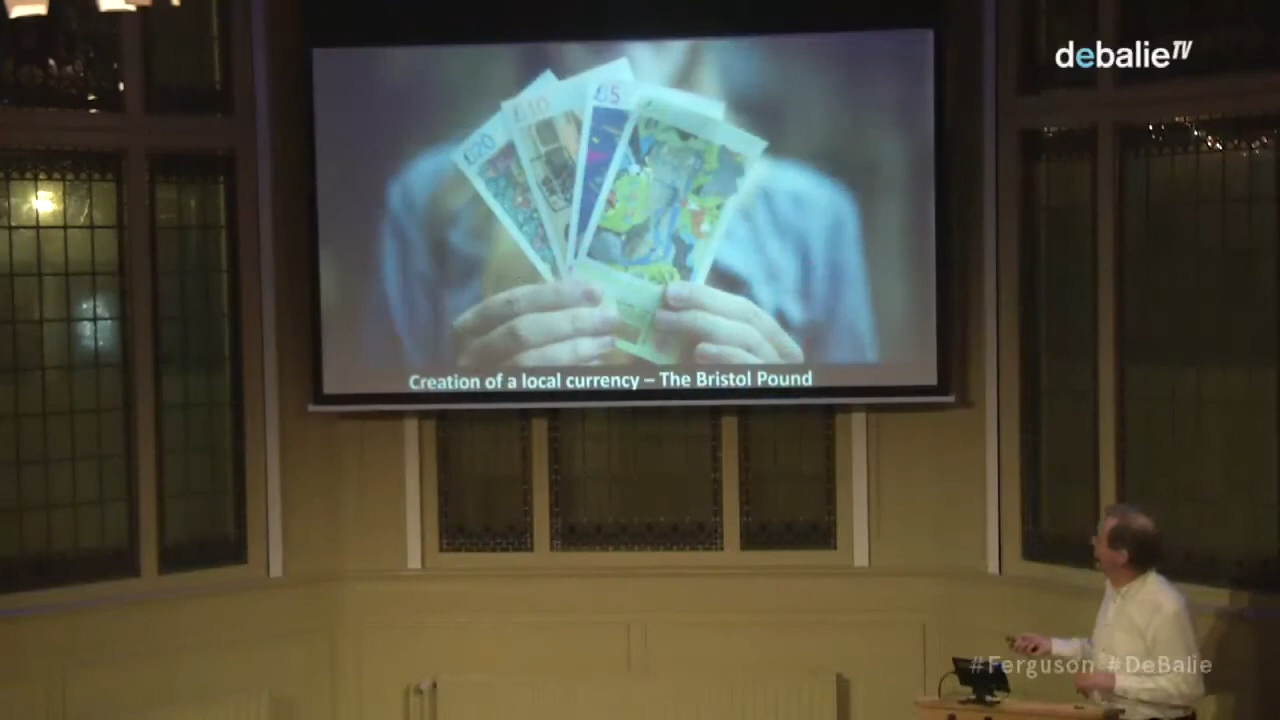 debalieTV
£20
£10
£5
Creation of a local currency – The Bristol Pound
#Ferguson #DeBalie